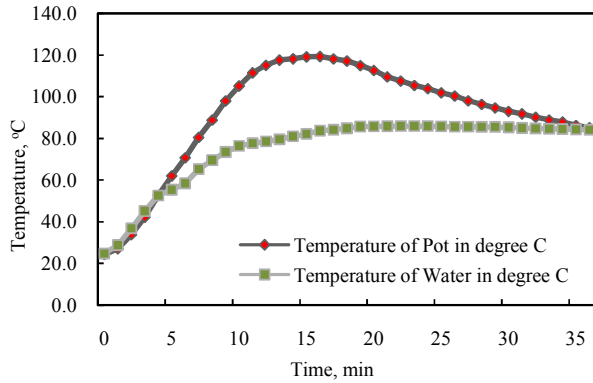 140.0
120.0
100.0
80.0
60.0
40.0
20.0
0.0
Temperature, ºC
Temperature of Pot in degree C
Temperature of Water in degree C
0 5 10 15 20 25 30 35
Time, min